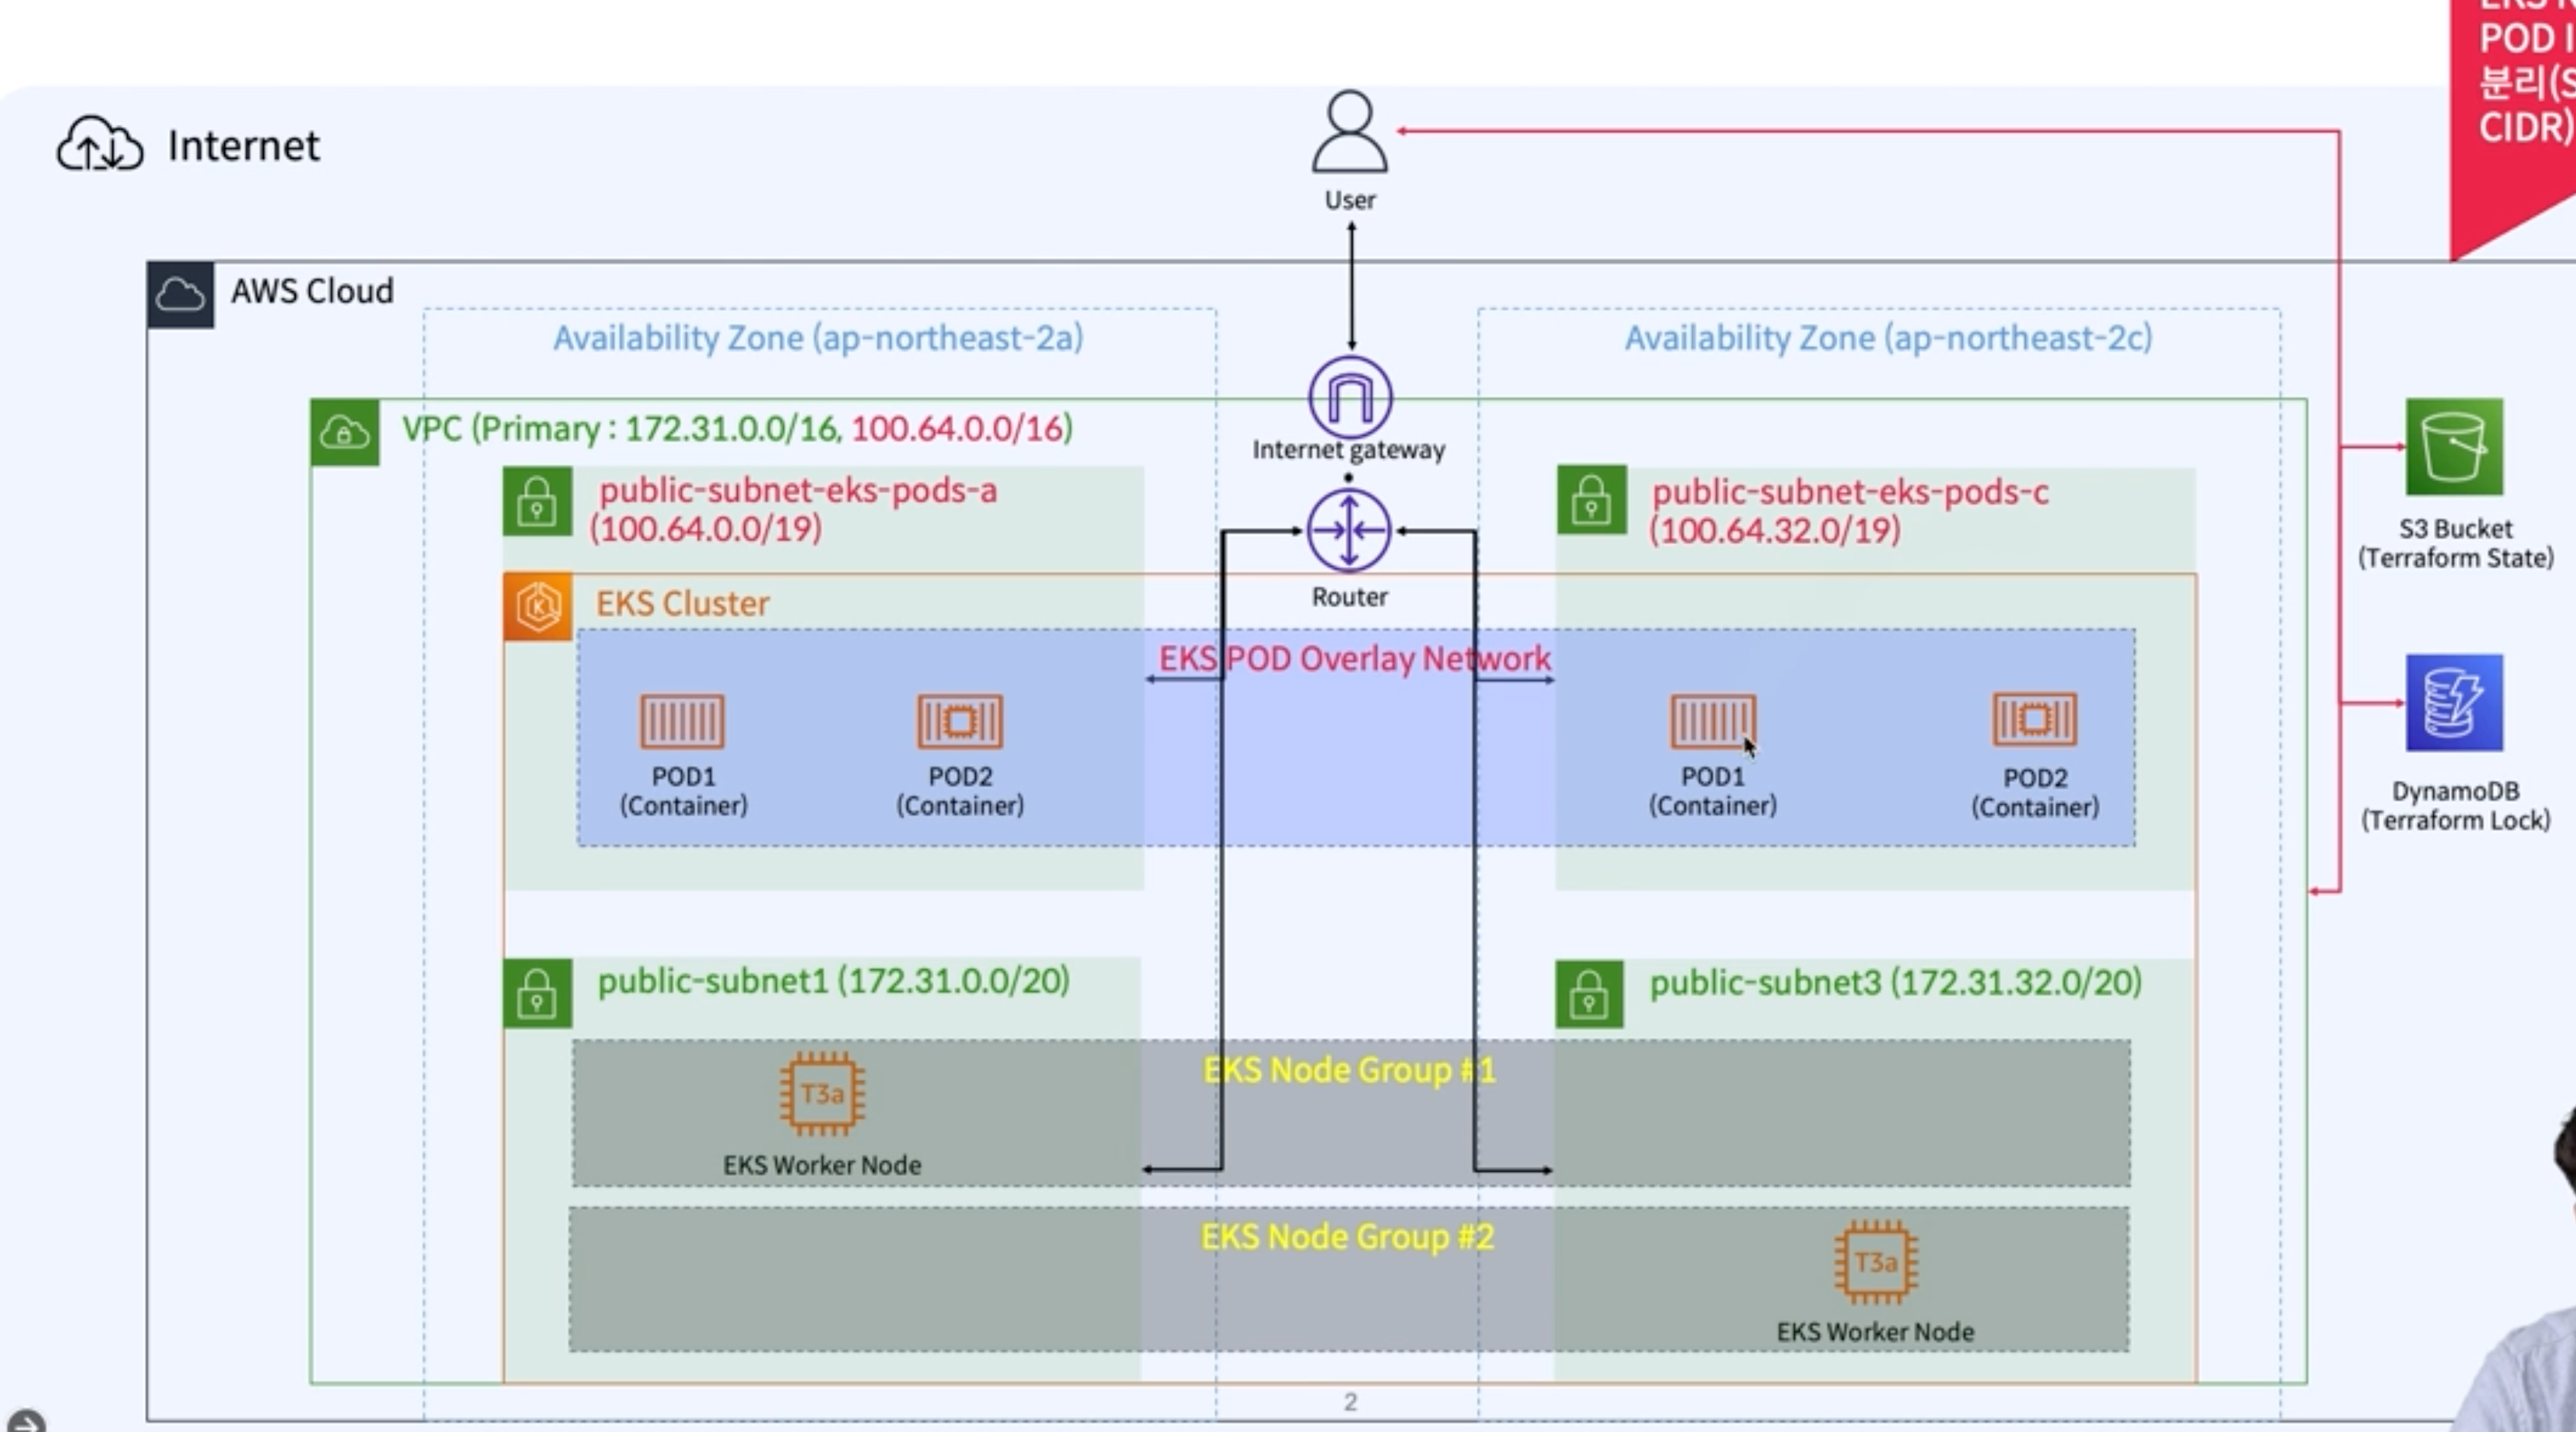 POD
분리(S
CIDR)
Internet
User
AWS Cloud
Availability Zone (ap-northeast-2a)
Availability Zone (ap-northeast-2c)
VPC (Primary : 172.31.0.0/16, 100.64.0.0/16)
Internet gateway
public-subnet-eks-pods-a
(100.64.0.0/19)
public-subnet-eks-pods-c
(100.64.32.0/19)
S3 Bucket
(Terraform State)
EKS Cluster
Router
EKS POD Overlay Network
POD1
(Container)
POD2
(Container)
POD1
(Container)
POD2
(Container)
DynamoDB
(Terraform Lock)
public-subnet1 (172.31.0.0/20)
public-subnet3 (172.31.32.0/20)
EKS Node Group #1
T3a
EKS Worker Node
EKS Node Group #2
T3a
EKS Worker Node
2